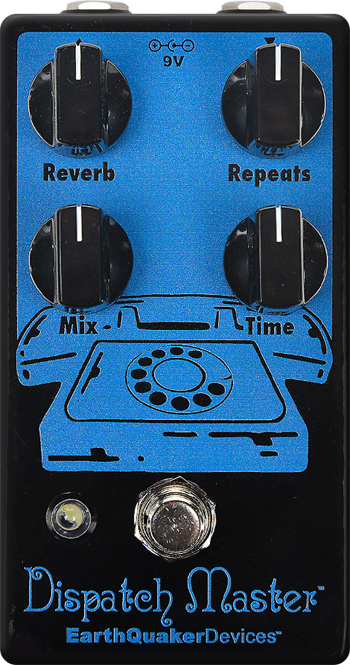 9V
Reverb Repeats
Mix Time
Dispatch Master™
EarthQuakerDevices™